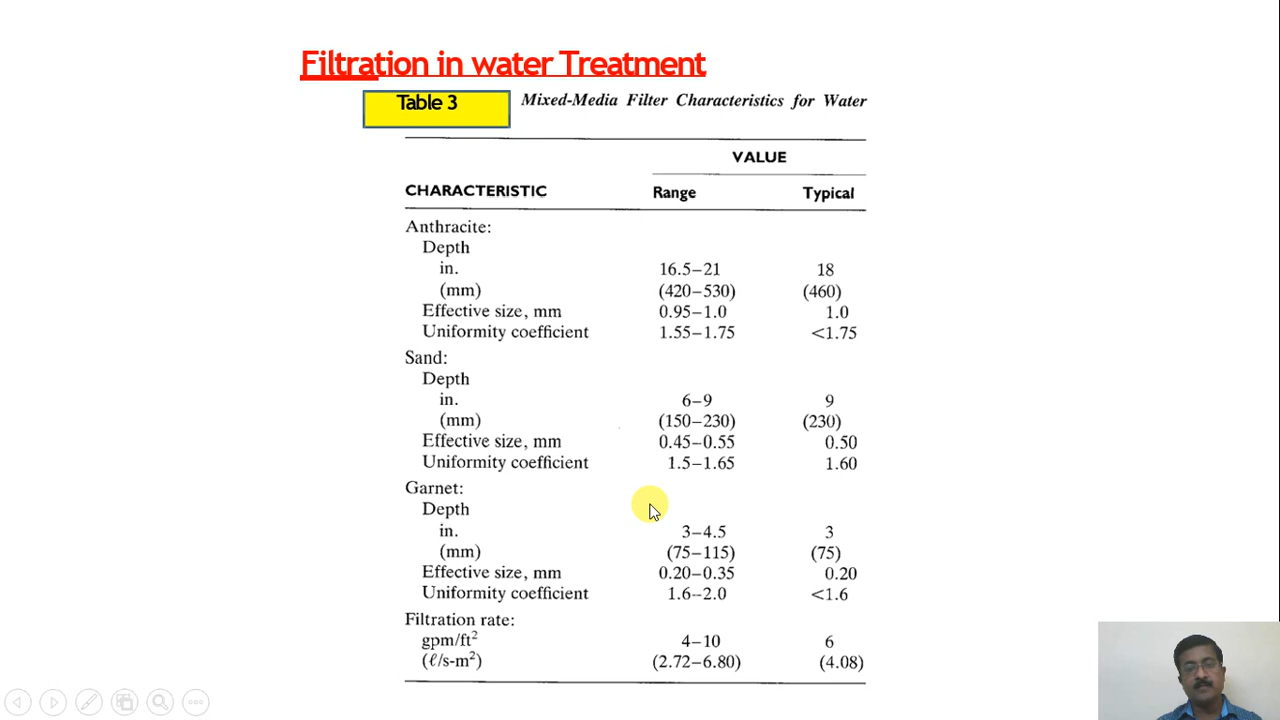 Filtration in water Treatment
Table 3 Mixed-Media Filter Characteristics for Water
VALUE
CHARACTERISTIC Range Typical
Anthracite:
Depth
in. 16.5–21 18
(mm) (420–530) (460)
Effective size, mm 0.95–1.0 1.0
Uniformity coefficient 1.55–1.75 <1.75
Sand:
Depth
in. 6–9 9
(mm) (150–230) (230)
Effective size, mm 0.45–0.55 0.50
Uniformity coefficient 1.5–1.65 1.60
Garnet:
Depth
in. 3–4.5 3
(mm) (75–115) (75)
Effective size, mm 0.20–0.35 0.20
Uniformity coefficient 1.6–2.0 <1.6
Filtration rate:
gpm/ft² 4–10 6
(ℓ/s-m²) (2.72–6.80) (4.08)